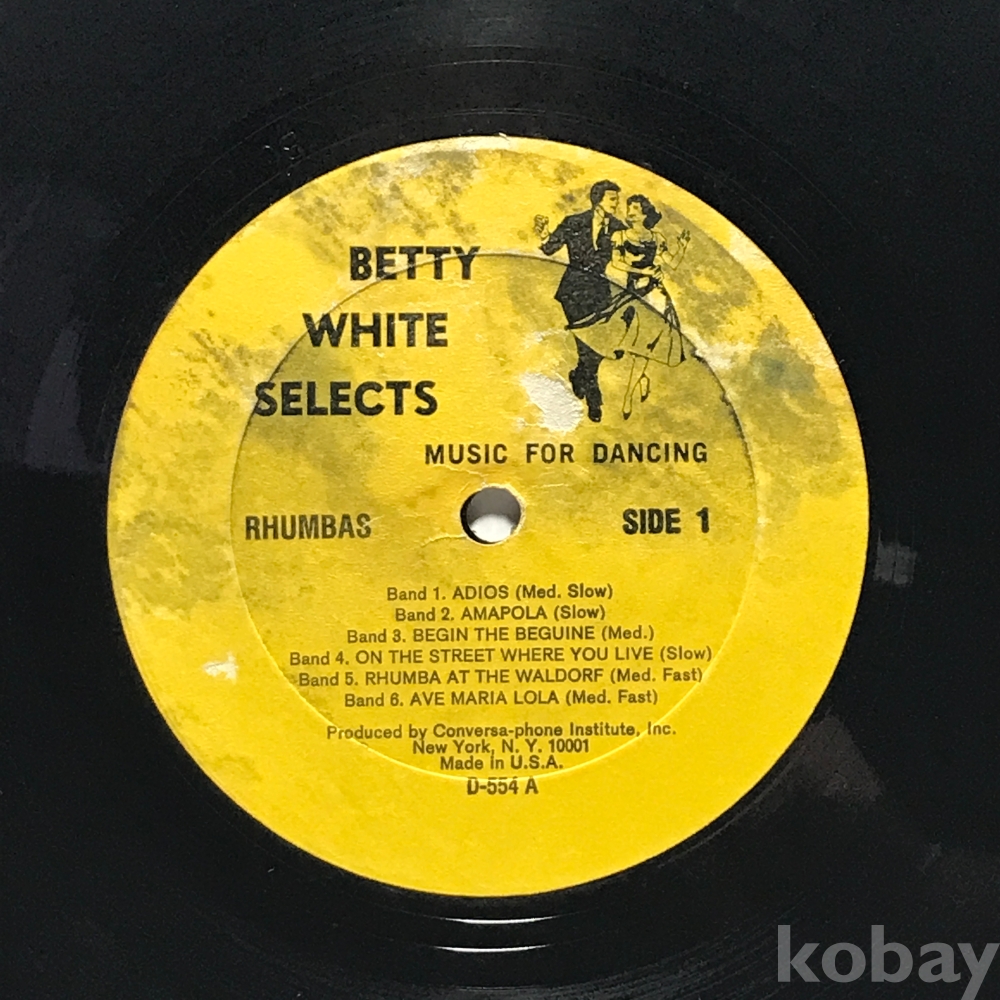 BETTY
WHITE
SELECTS
MUSIC FOR DANCING
RHUMBAS SIDE 1
Band 1. ADIOS (Med. Slow)
Band 2. AMAPOLA (Slow)
Band 3. BEGIN THE BEGUINE (Med.)
Band 4. ON THE STREET WHERE YOU LIVE (Slow)
Band 5. RHUMBA AT THE WALDORF (Med. Fast)
Band 6. AVE MARIA LOLA (Med. Fast)
Produced by Conversa-phone Institute, Inc.
New York, N. Y. 10001
Made in U.S.A.
D-554 A
kobay